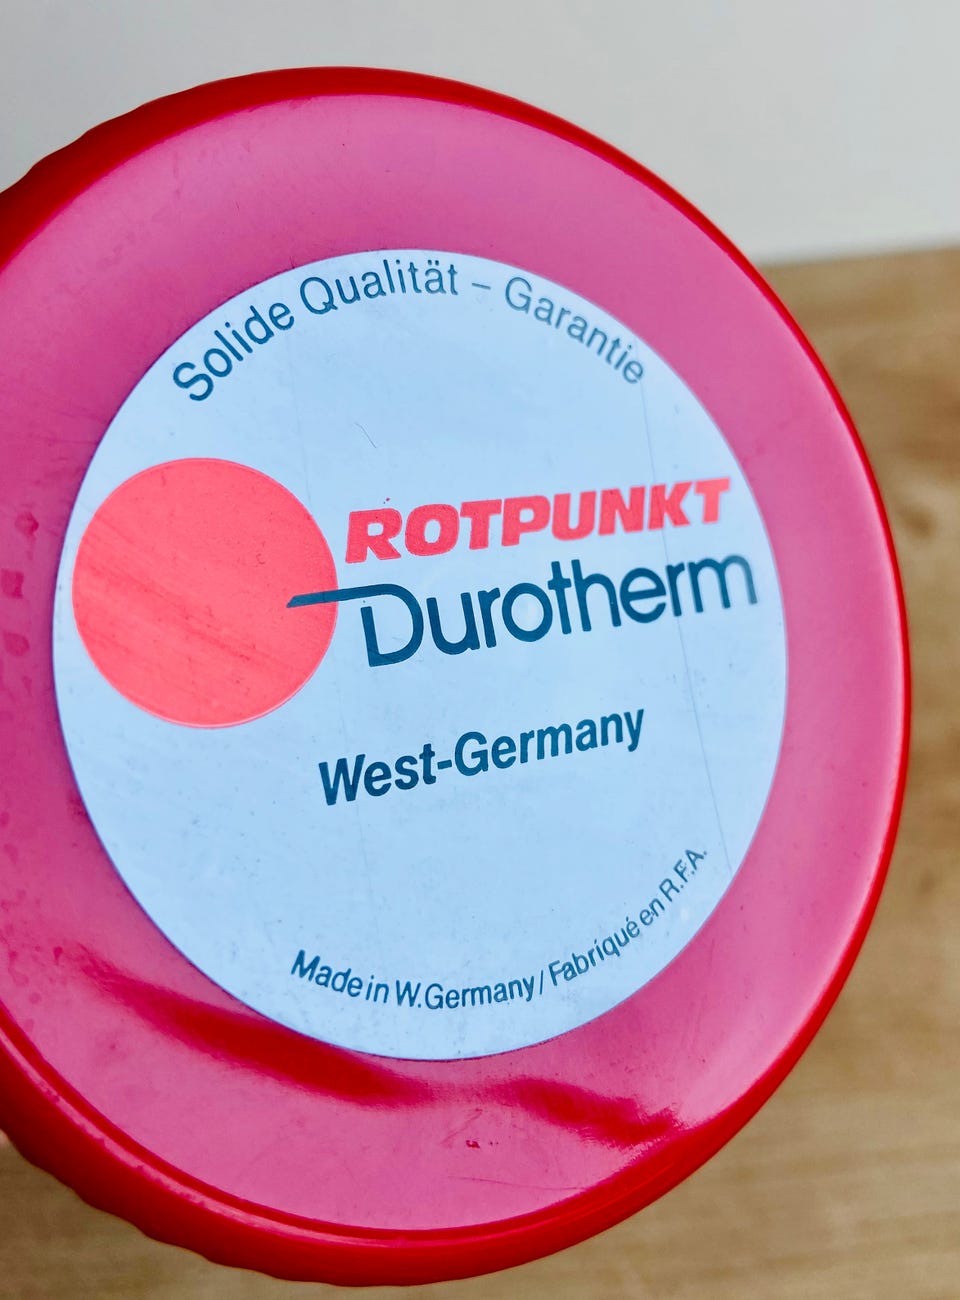 Solide Qualität – Garantie
ROTPUNKT
Durotherm
West-Germany
Made in W.Germany / Fabriqué en R.F.A.